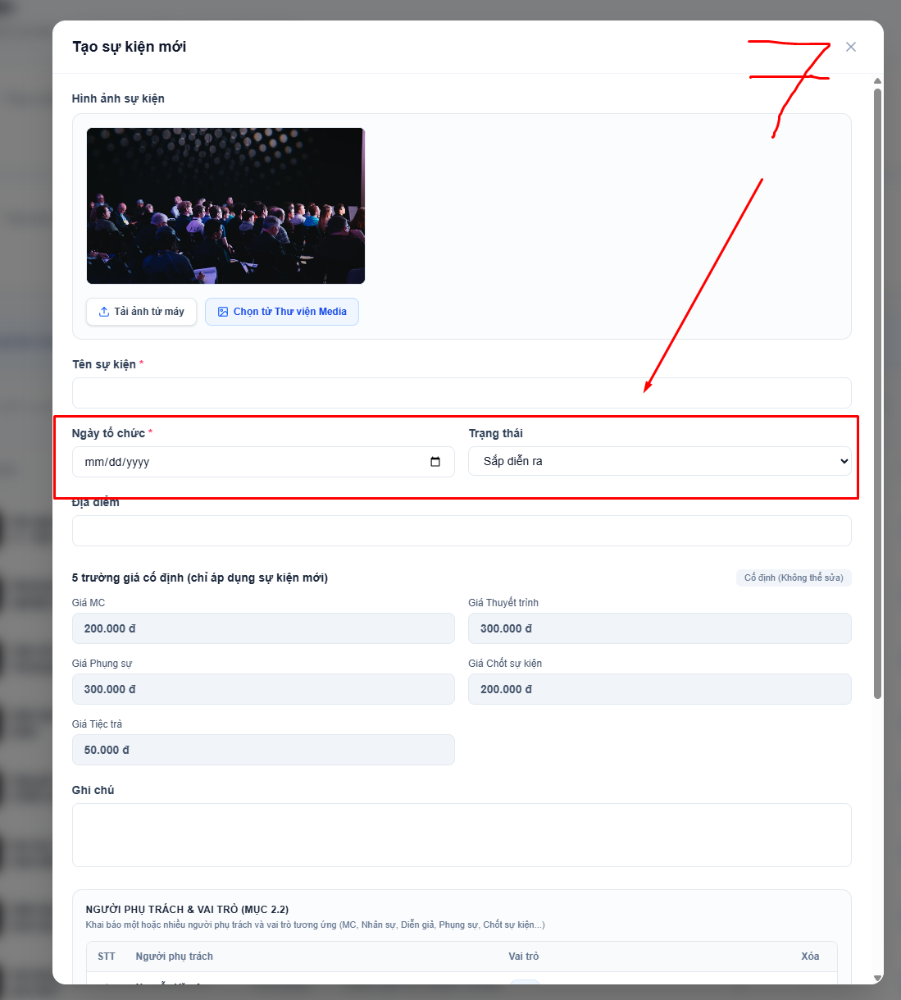 Tạo sự kiện mới
7
Hình ảnh sự kiện
Tải ảnh từ máy
Chọn từ Thư viện Media
Tên sự kiện *
Ngày tổ chức *
Trạng thái
mm/dd/yyyy
Sắp diễn ra
Địa điểm
5 trường giá cố định (chỉ áp dụng sự kiện mới)
Cố định (Không thể sửa)
Giá MC
Giá Thuyết trình
200.000 đ
300.000 đ
Giá Phụng sự
Giá Chốt sự kiện
300.000 đ
200.000 đ
Giá Tiệc trà
50.000 đ
Ghi chú
NGƯỜI PHỤ TRÁCH & VAI TRÒ (MỤC 2.2)
Khai báo một hoặc nhiều người phụ trách và vai trò tương ứng (MC, Nhân sự, Diễn giả, Phụng sự, Chốt sự kiện...)
STT Người phụ trách Vai trò Xóa